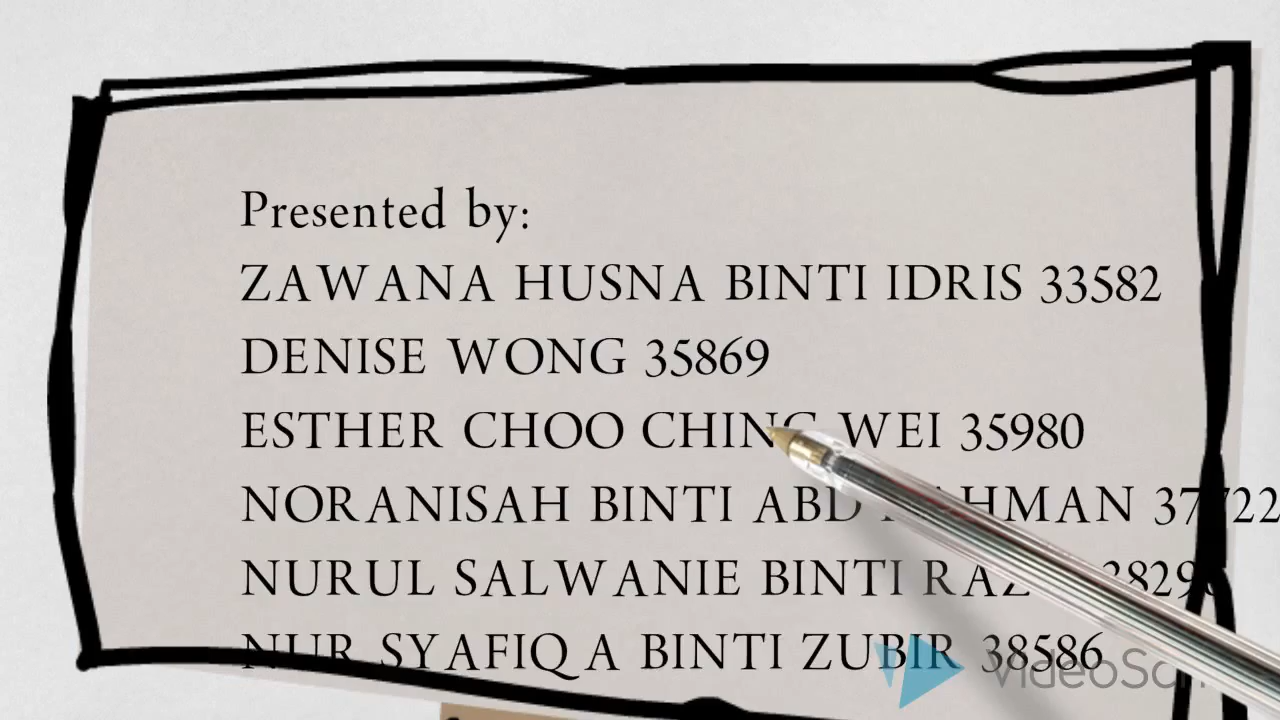 Presented by:
ZAWANA HUSNA BINTI IDRIS 33582
DENISE WONG 35869
ESTHER CHOO CHING WEI 35980
NORANISAH BINTI ABD 
NURUL SALWANIE BINTI
NUR SYAFIQ A BINTI ZUBIR 38586